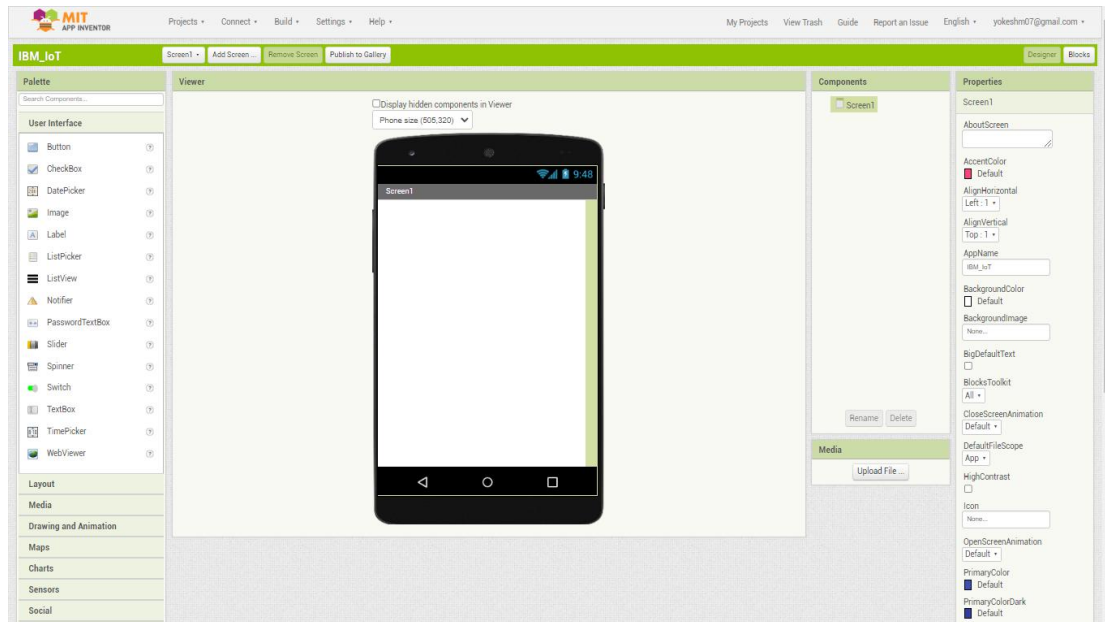 MIT
APP INVENTOR
Projects Connect Build Settings Help
My Projects View Trash Guide Report an Issue English yokeshm07@gmail.com
IBM_IoT
Screen1 Add Screen ... Remove Screen Publish to Gallery
Designer Blocks
Palette
Search Components...
User Interface
Button
CheckBox
DatePicker
Image
Label
ListPicker
ListView
Notifier
PasswordTextBox
Slider
Spinner
Switch
TextBox
TimePicker
WebViewer
Layout
Media
Drawing and Animation
Maps
Charts
Sensors
Social
Viewer
Display hidden components in Viewer
Phone size (505,320)
9:48
Screen1
Components
Screen1
Rename Delete
Media
Upload File ...
Properties
Screen1
AboutScreen
AccentColor
Default
AlignHorizontal
Left : 1
AlignVertical
Top : 1
AppName
IBM_IoT
BackgroundColor
Default
BackgroundImage
None...
BigDefaultText
BlocksToolkit
All
CloseScreenAnimation
Default
DefaultFileScope
App
HighContrast
Icon
None...
OpenScreenAnimation
Default
PrimaryColor
Default
PrimaryColorDark
Default